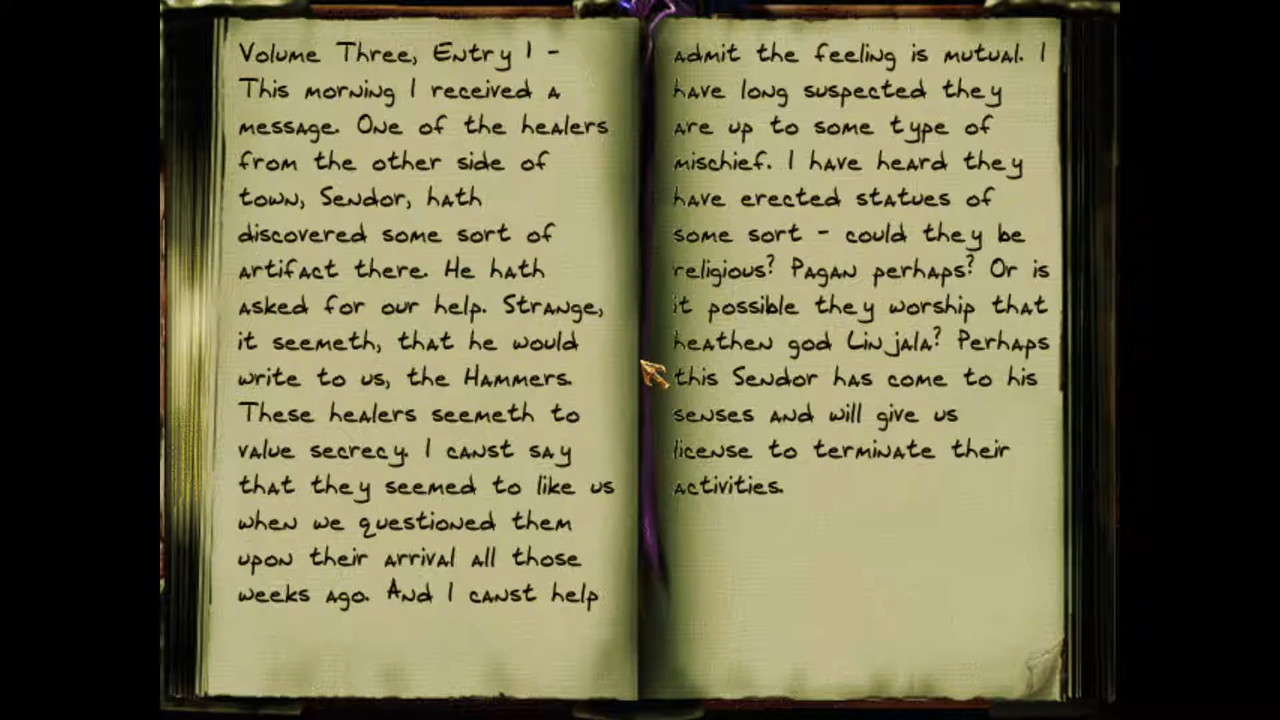 Volume Three, Entry 1 -
This morning I received a
message. One of the healers
from the other side of
town, Sendor, hath
discovered some sort of
artifact there. He hath
asked for our help. Strange,
it seemeth, that he would
write to us, the Hammers.
These healers seemeth to
value secrecy. I canst say
that they seemed to like us
when we questioned them
upon their arrival all those
weeks ago. And I canst help
admit the feeling is mutual. I
have long suspected they
are up to some type of
mischief. I have heard they
have erected statues of
some sort - could they be
religious? Pagan perhaps? Or is
it possible they worship that
heathen god Linjala? Perhaps
this Sendor has come to his
senses and will give us
license to terminate their
activities.